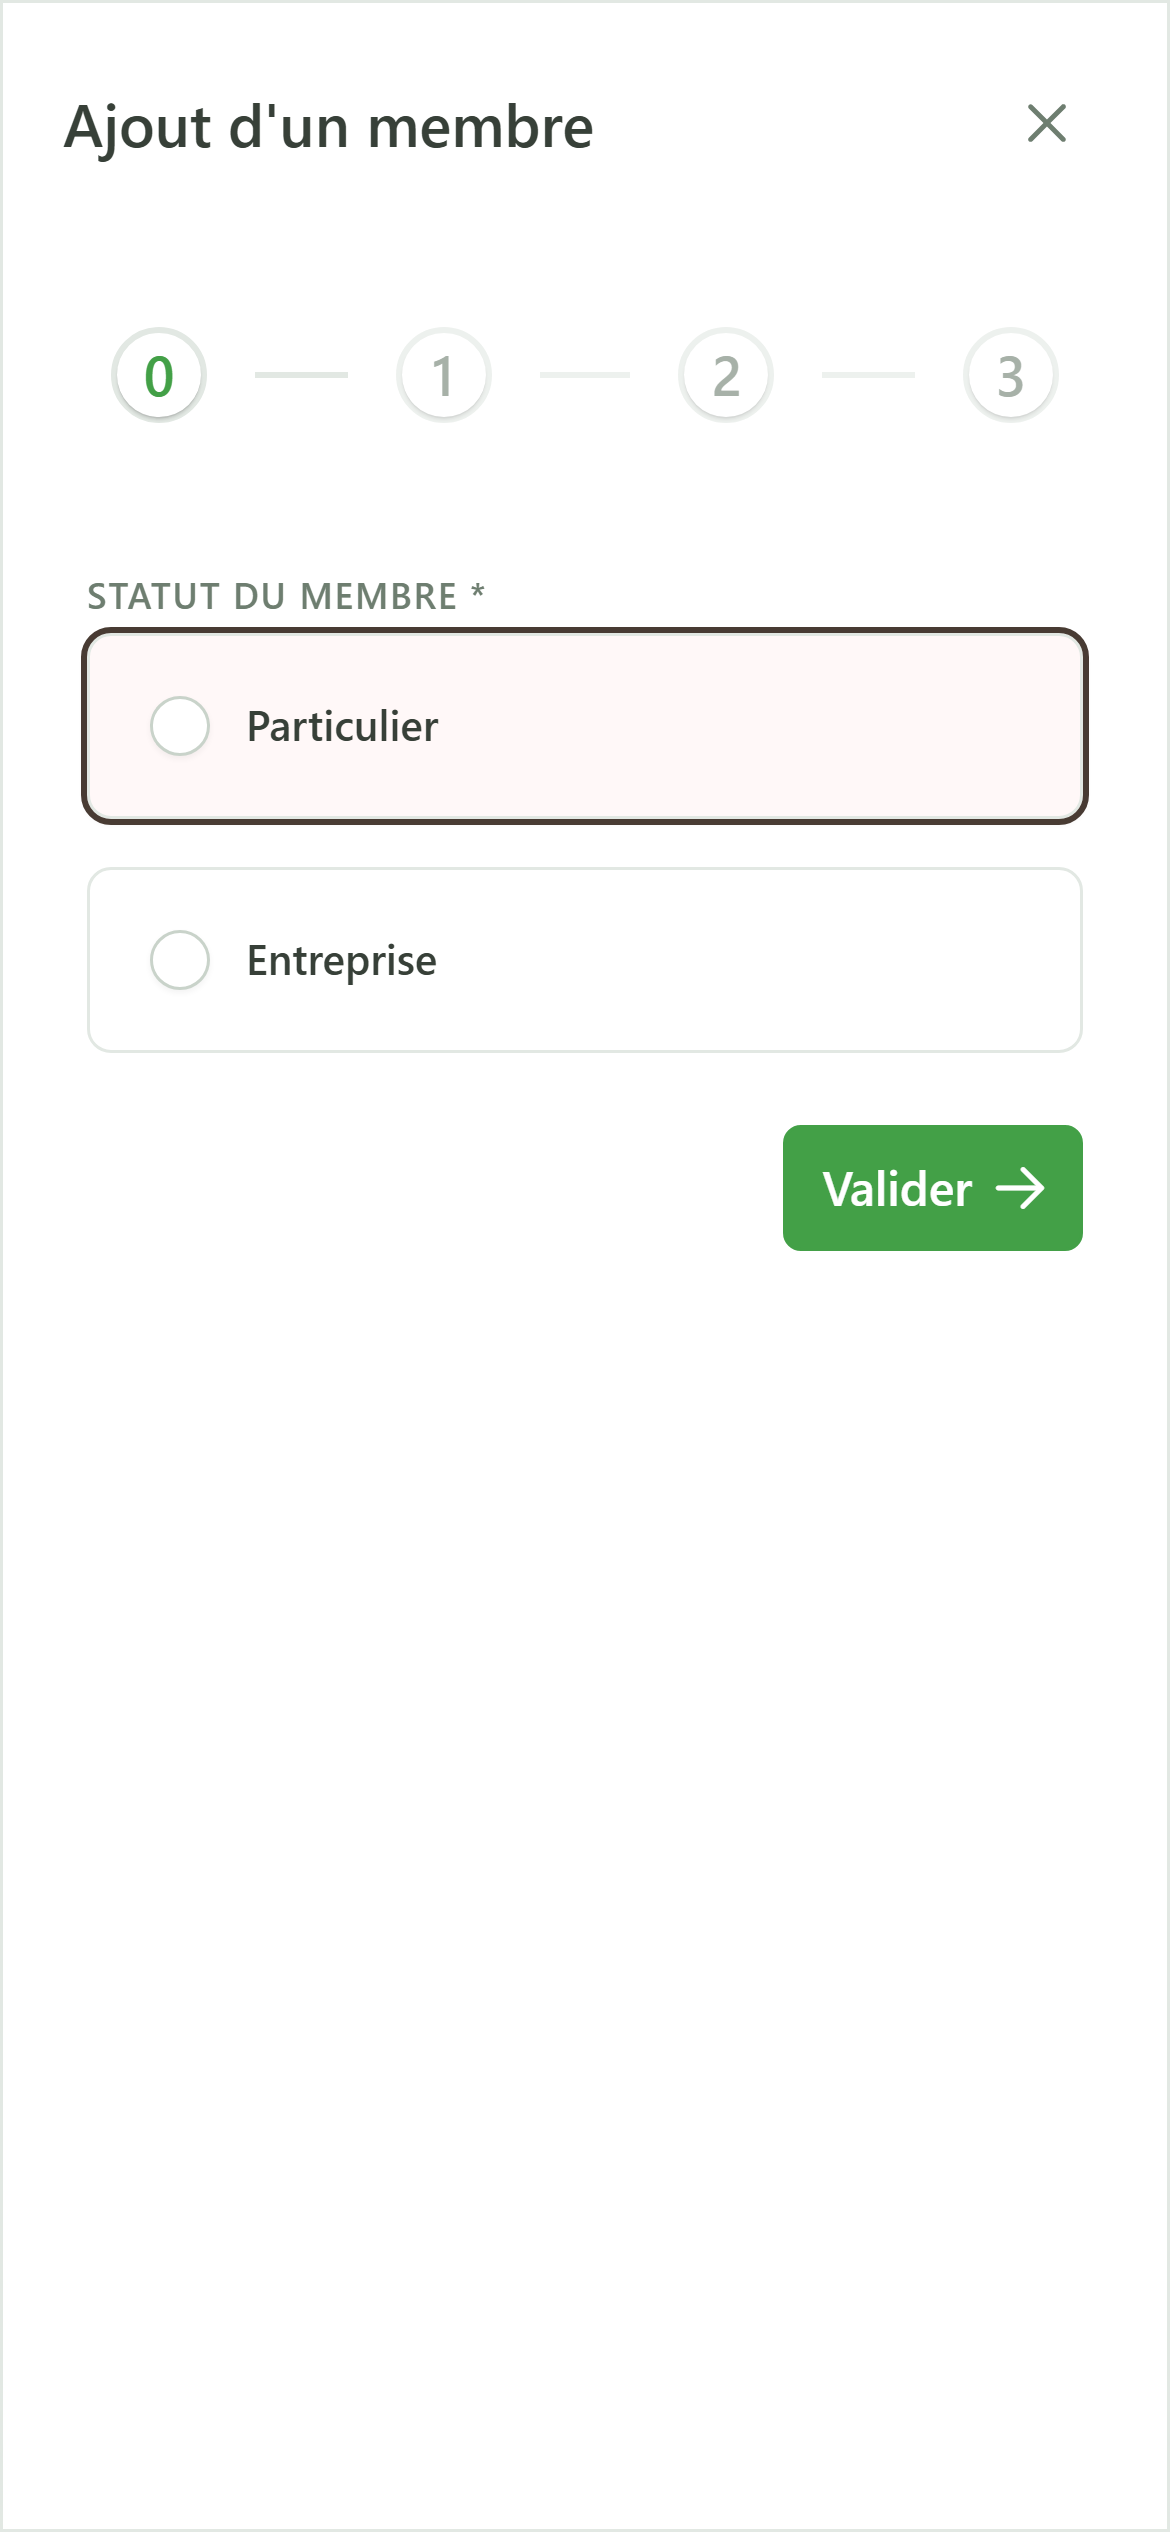 Ajout d'un membre
0 1 2 3
STATUT DU MEMBRE *
Particulier
Entreprise
Valider